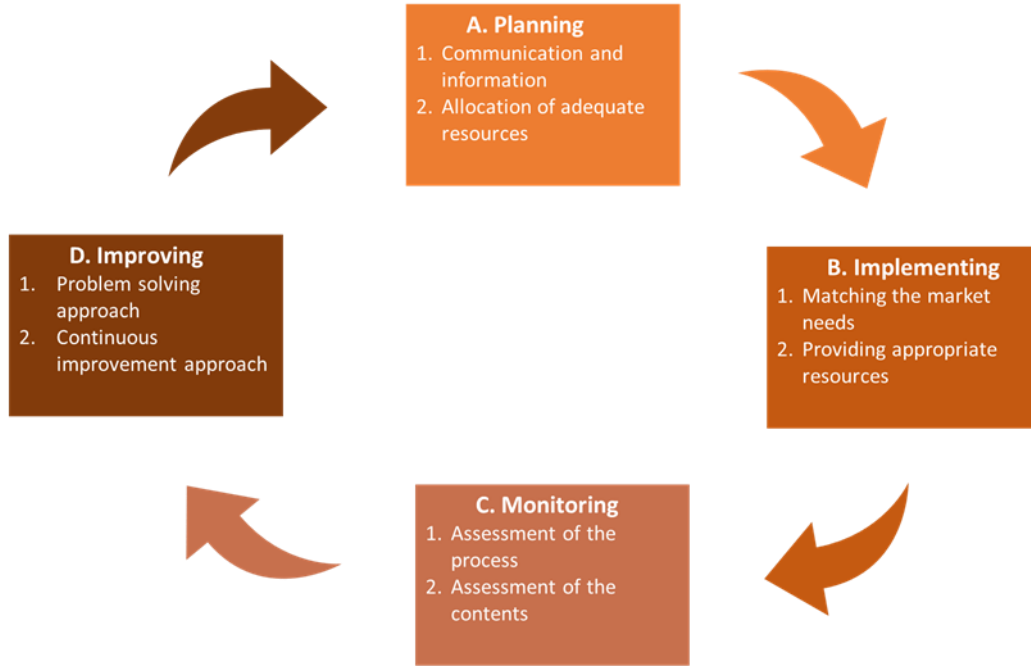 A. Planning
1. Communication and
information
2. Allocation of adequate
resources
B. Implementing
1. Matching the market
needs
2. Providing appropriate
resources
C. Monitoring
1. Assessment of the
process
2. Assessment of the
contents
D. Improving
1. Problem solving
approach
2. Continuous
improvement approach